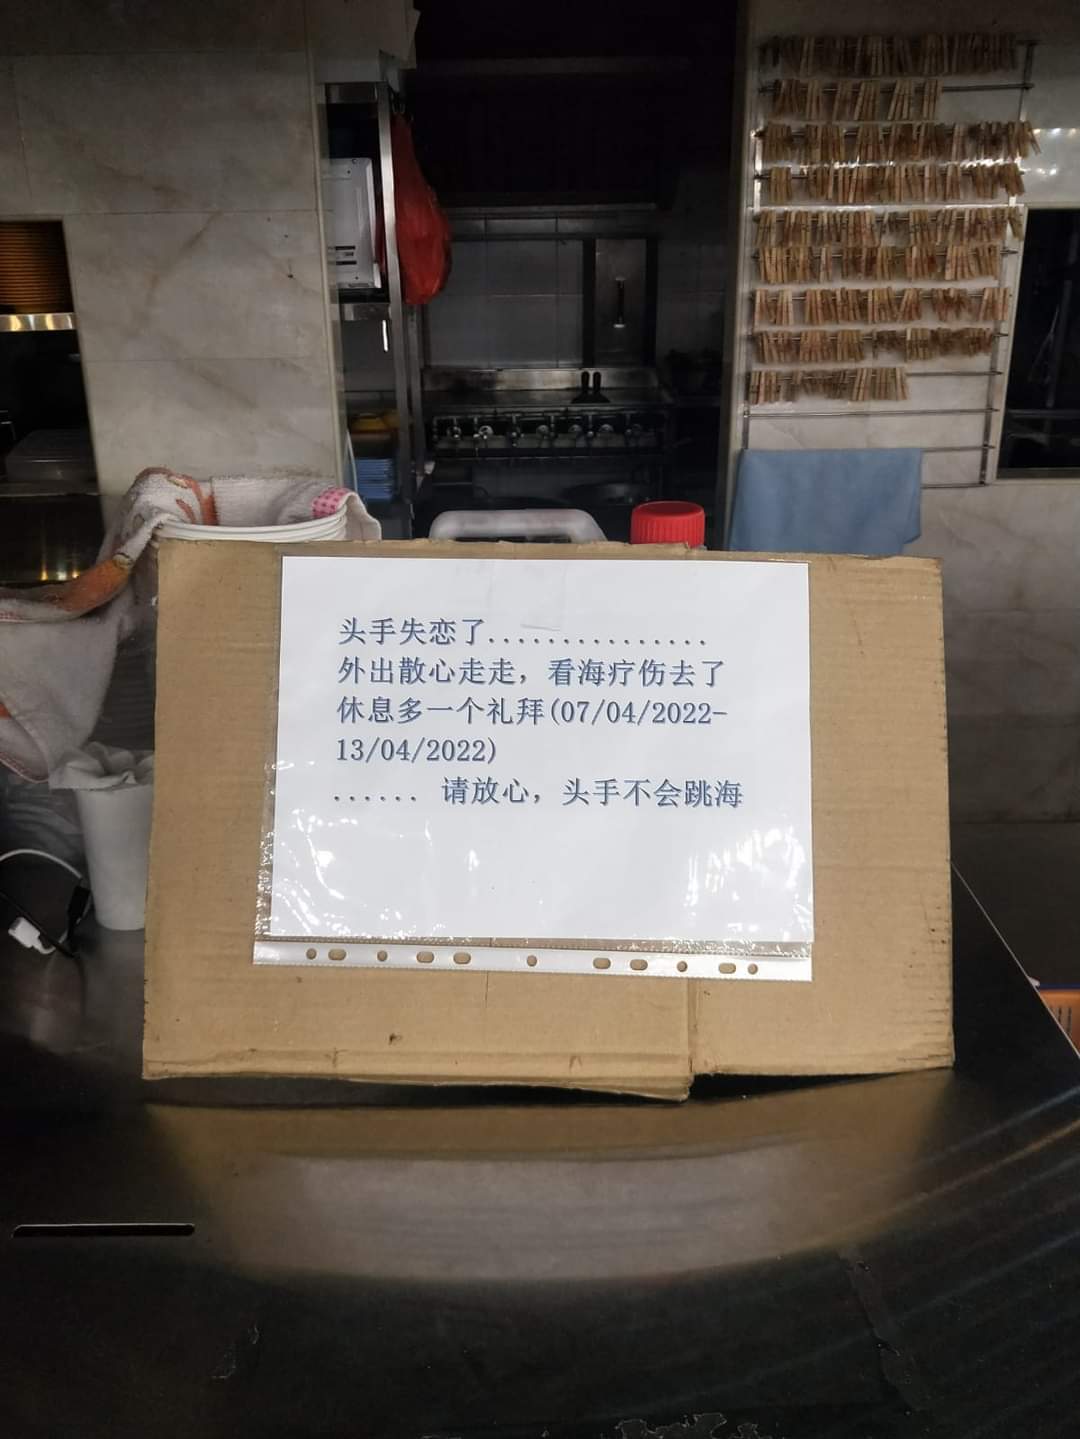 头手失恋了...............
外出散心走走，看海疗伤去了
休息多一个礼拜(07/04/2022-
13/04/2022)
...... 请放心，头手不会跳海